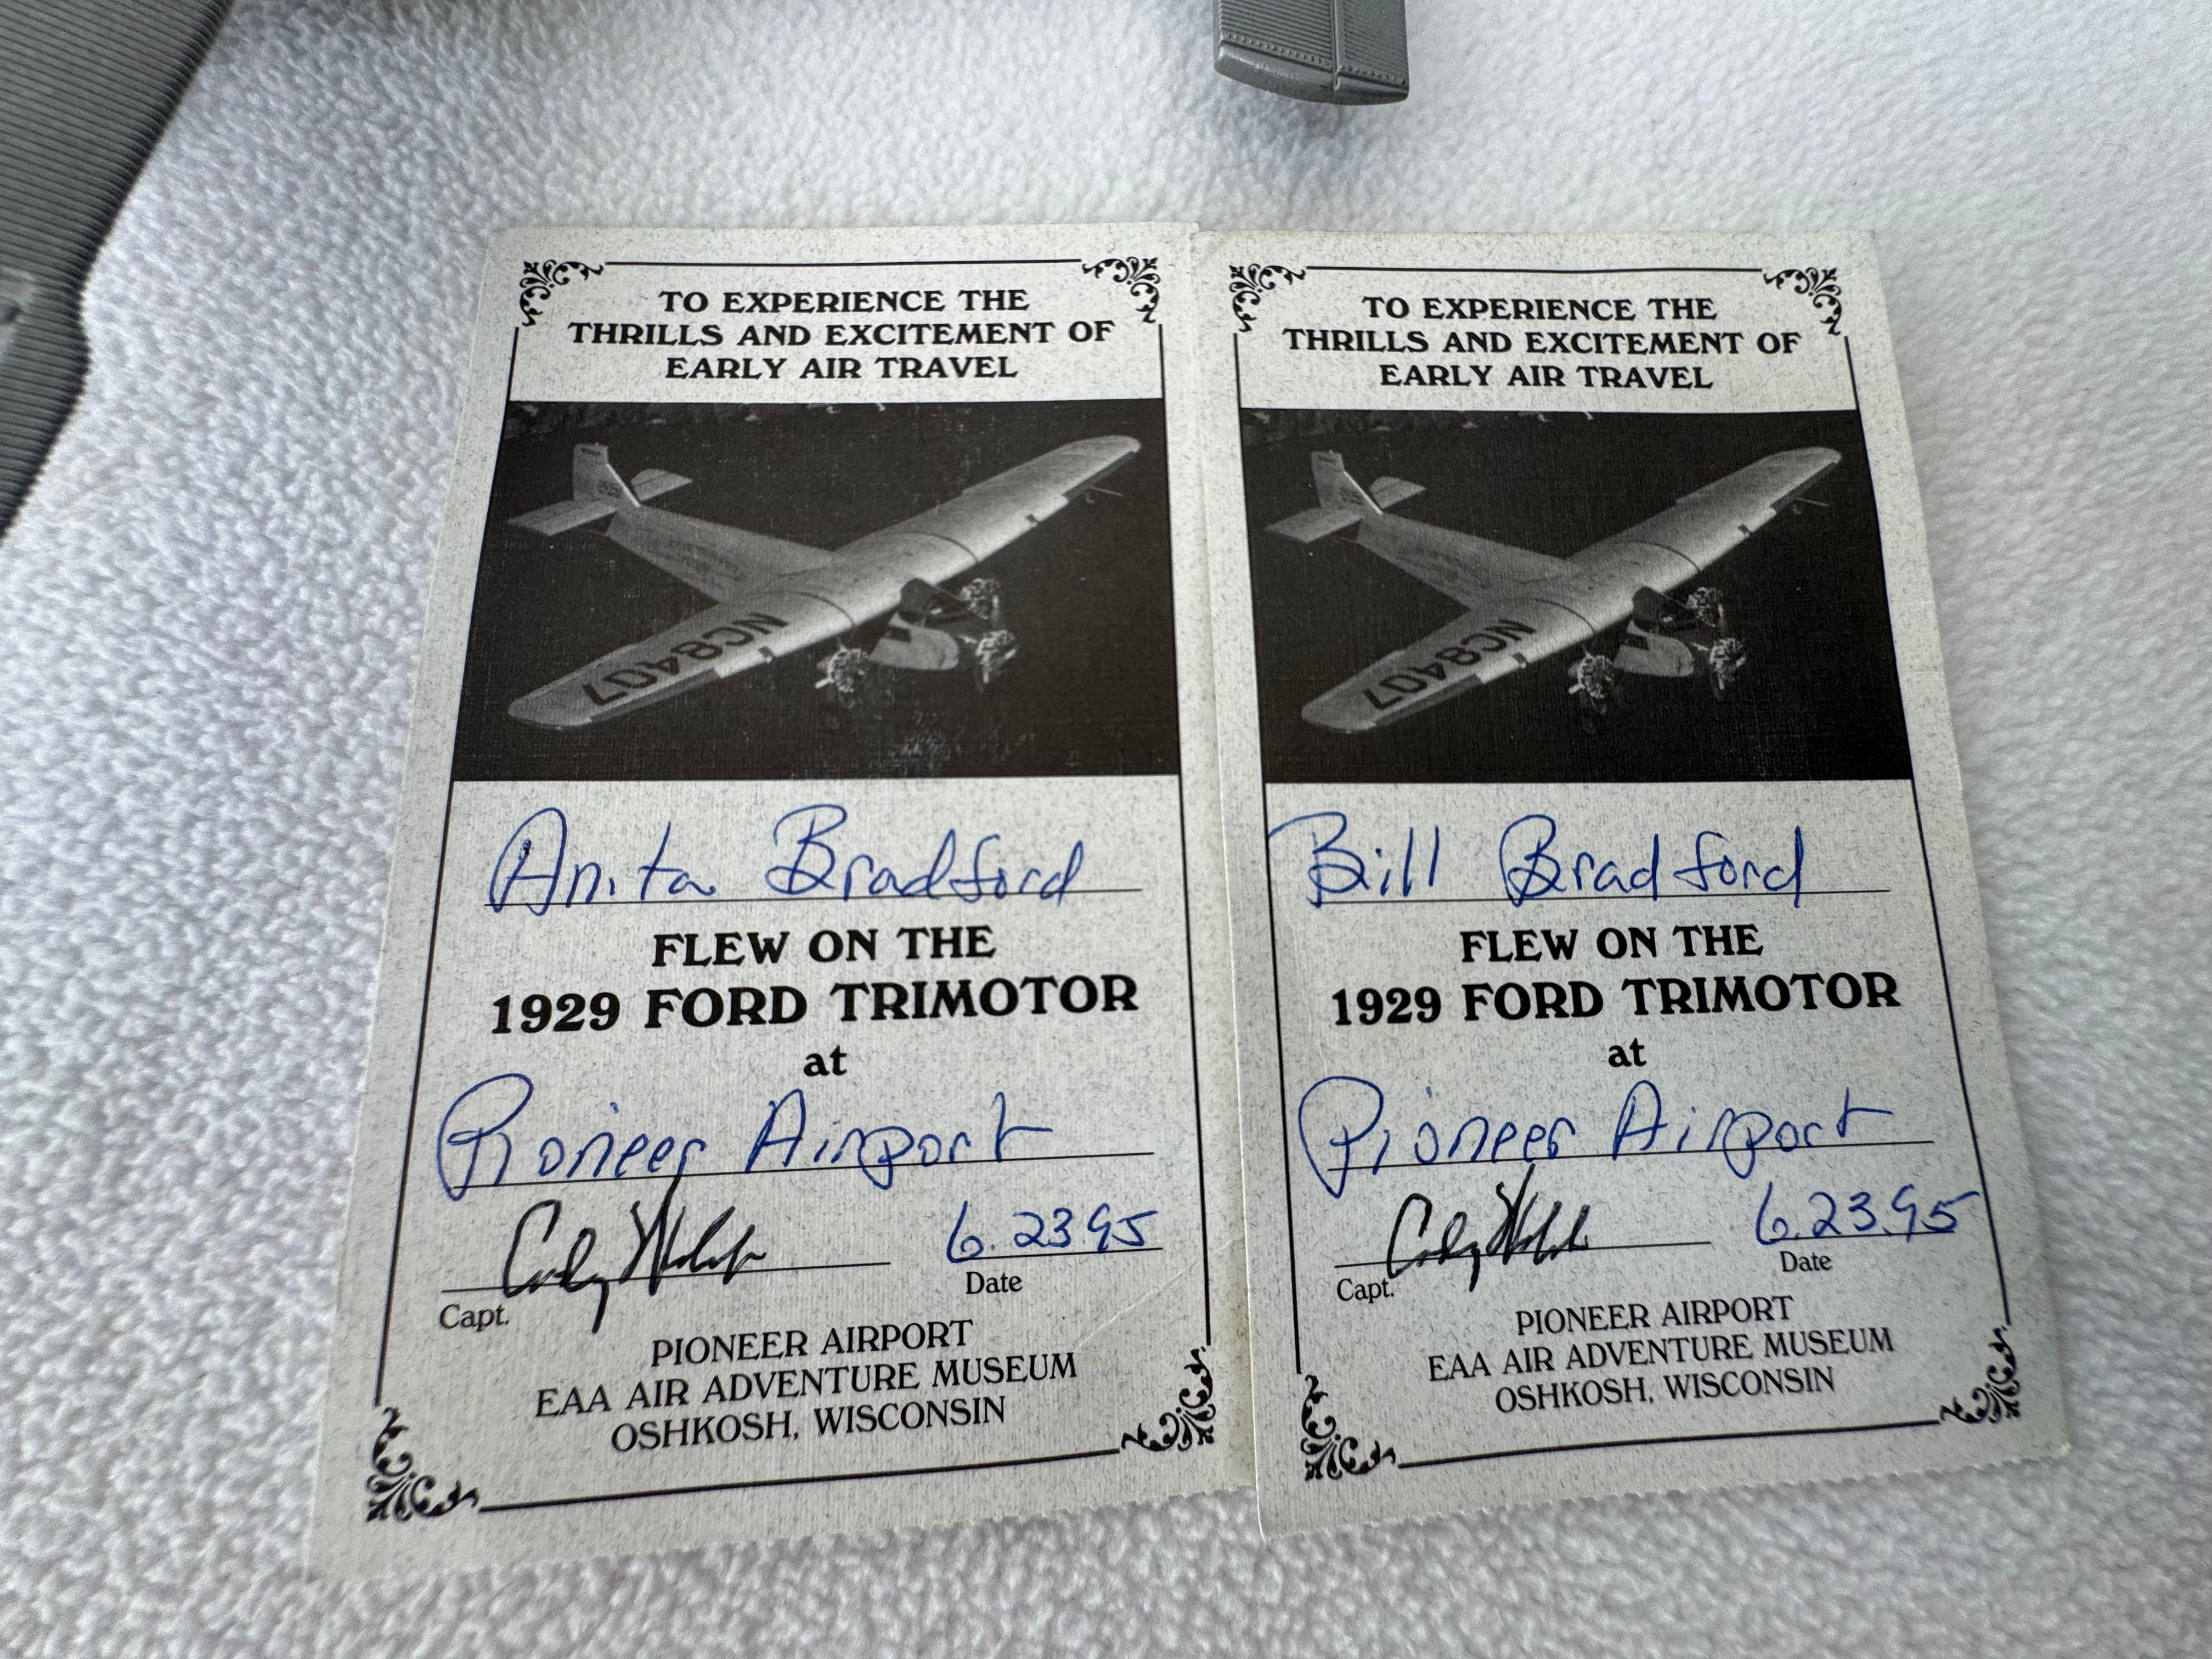 TO EXPERIENCE THE
THRILLS AND EXCITEMENT OF
EARLY AIR TRAVEL
NC8407
Anita Bradford
FLEW ON THE
1929 FORD TRIMOTOR
at
Pioneer Airport
6.23 95
Capt.
Date
PIONEER AIRPORT
EAA AIR ADVENTURE MUSEUM
OSHKOSH, WISCONSIN
TO EXPERIENCE THE
THRILLS AND EXCITEMENT OF
EARLY AIR TRAVEL
NC8407
Bill Bradford
FLEW ON THE
1929 FORD TRIMOTOR
at
Pioneer Airport
6.23.95
Capt.
Date
PIONEER AIRPORT
EAA AIR ADVENTURE MUSEUM
OSHKOSH, WISCONSIN